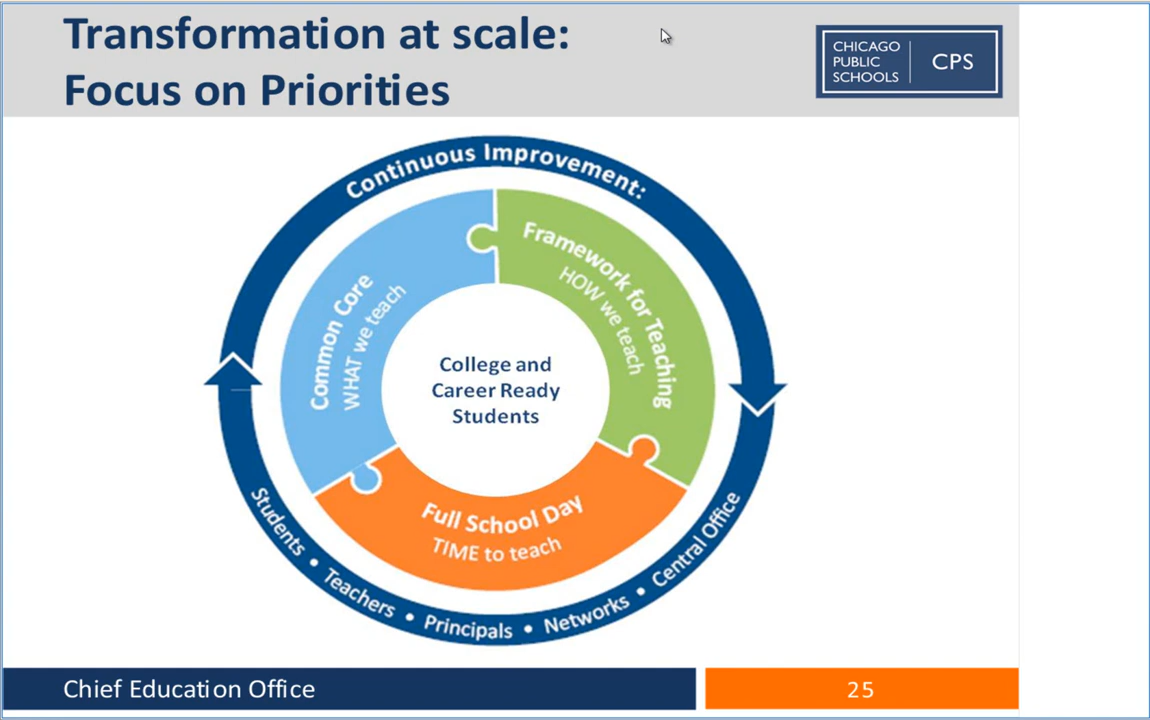 Transformation at scale:
Focus on Priorities
CHICAGO
PUBLIC
SCHOOLS
CPS
Continuous Improvement:
Common Core
WHAT we teach
Framework for Teaching
HOW we teach
College and
Career Ready
Students
Full School Day
TIME to teach
Students • Teachers • Principals • Networks • Central Office
Chief Education Office
25